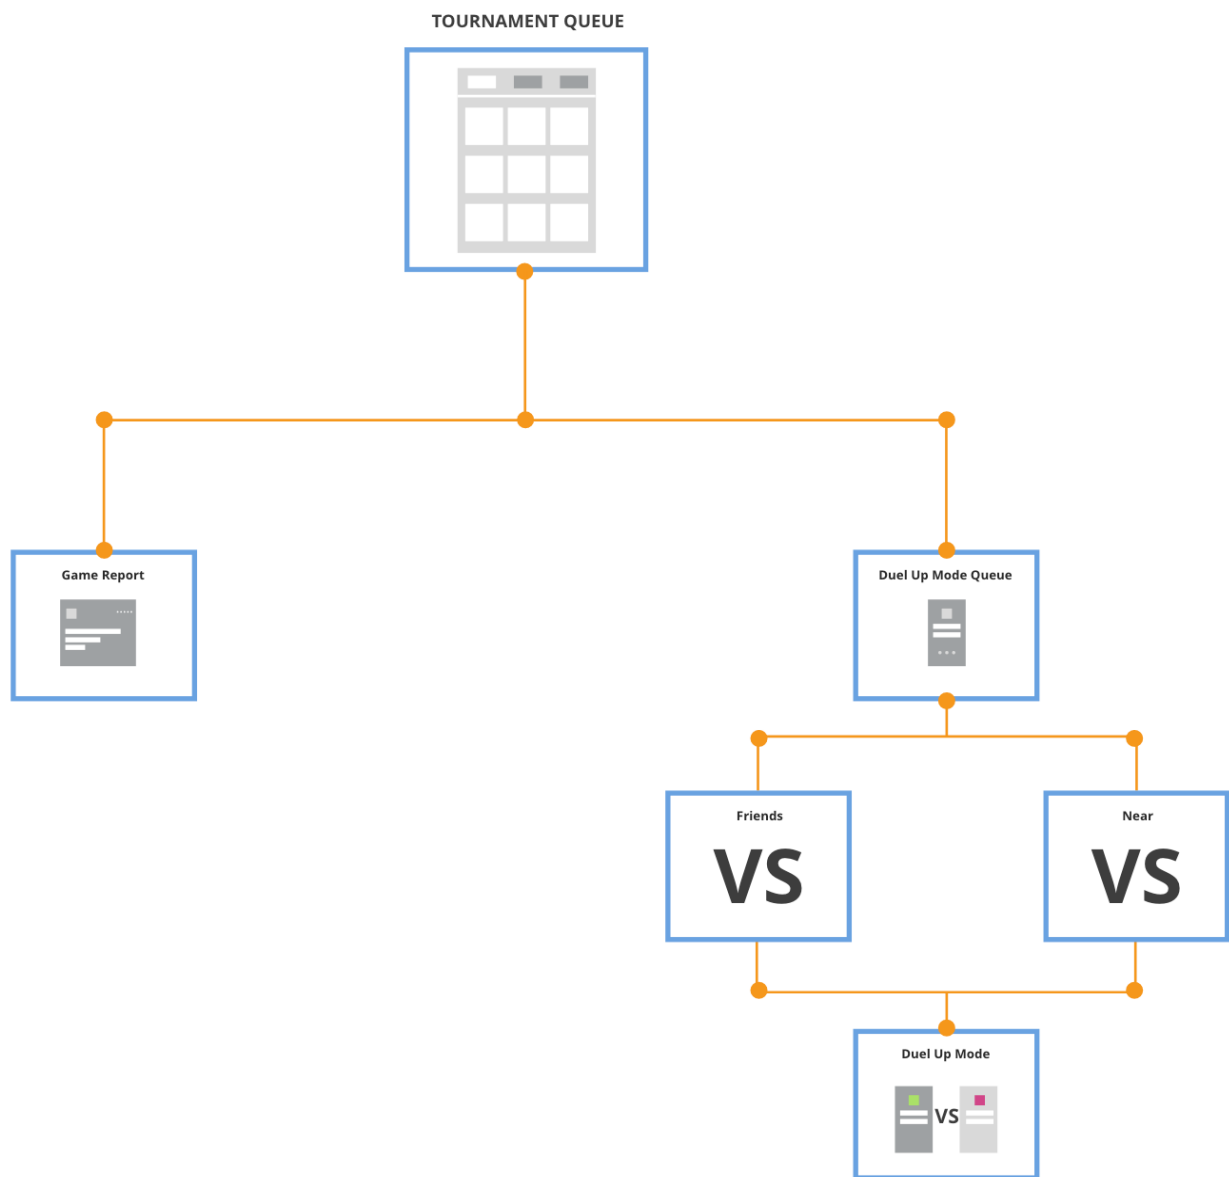 TOURNAMENT QUEUE
Game Report
Duel Up Mode Queue
Friends
VS
Near
VS
Duel Up Mode
VS